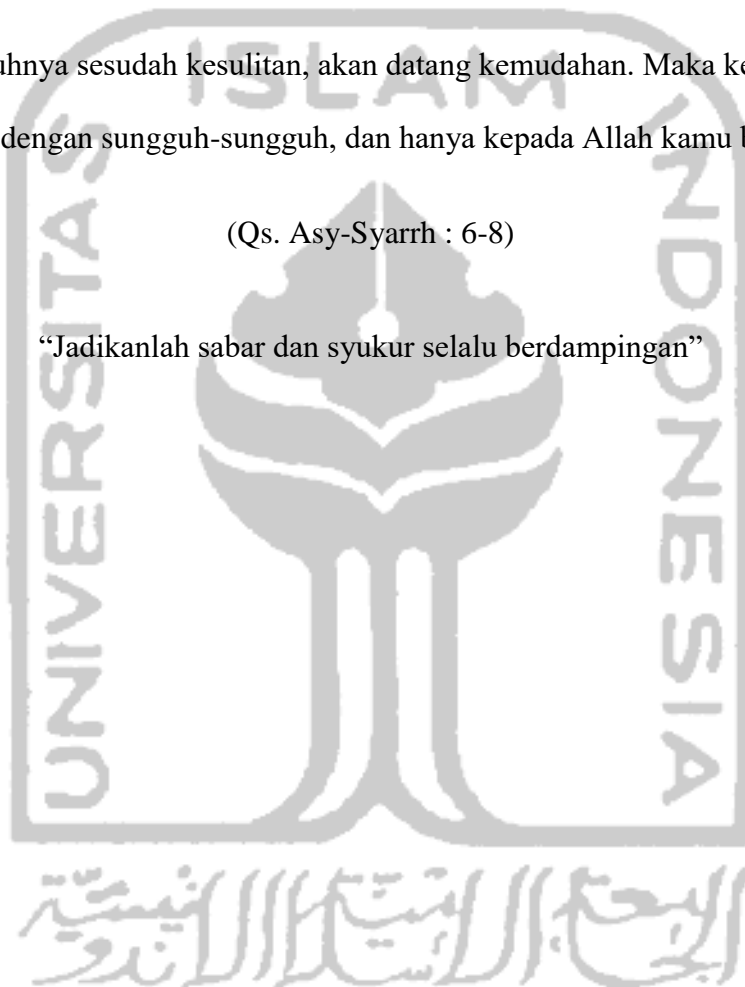 uhnya sesudah kesulitan, akan datang kemudahan. Maka ke
dengan sungguh-sungguh, dan hanya kepada Allah kamu b
(Qs. Asy-Syarrh : 6-8)
“Jadikanlah sabar dan syukur selalu berdampingan”
UNIVERSITAS
ISLAM
INDONESIA